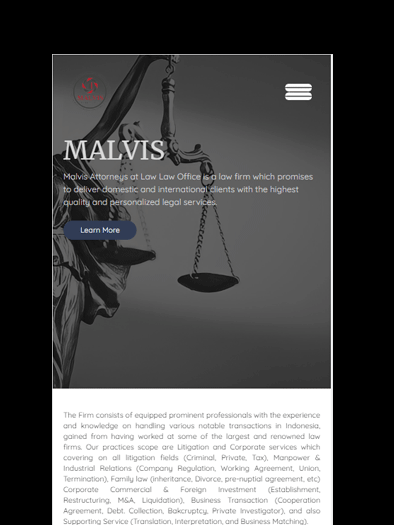 MALVIS
Malvis Attorneys at Law Law Office is a law firm which promises
to deliver domestic and international clients with the highest
quality and personalized legal services.
Learn More
The Firm consists of equipped prominent professionals with the experience
and knowledge on handling various notable transactions in Indonesia,
gained from having worked at some of the largest and renowned law
firms. Our practices scope are Litigation and Corporate services which
covering on all litigation fields (Criminal, Private, Tax), Manpower &
Industrial Relations (Company Regulation, Working Agreement, Union,
Termination), Family law (inheritance, Divorce, pre-nuptial agreement, etc)
Corporate Commercial & Foreign Investment (Establishment,
Restructuring, M&A, Liquidation), Business Transaction (Cooperation
Agreement, Debt. Collection, Bakcruptcy, Private Investigator), and also
Supporting Service (Translation, Interpretation, and Business Matching).